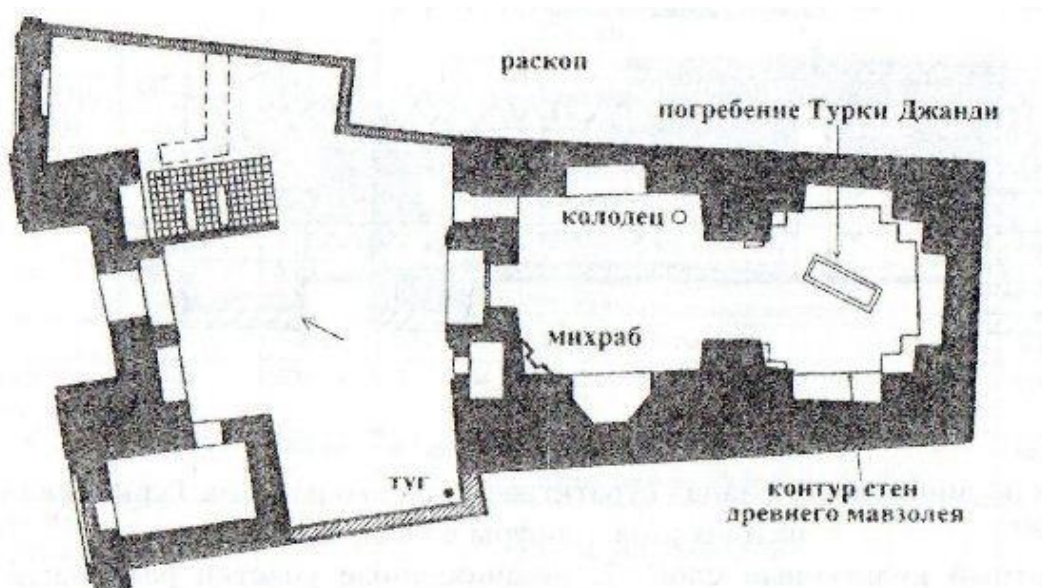 раскоп
погребение Турки Джанди
колодец
михраб
туг
контур стен
древнего мавзолея